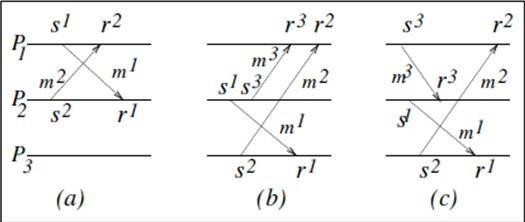 s1 r2 r3 r2 s3 r2
P1
m2 m1 m3 m2 m3 r3 m2
s1 s3
P2
s2 r1 s1
m1 m1
P3
s2 r1 s2 r1
(a) (b) (c)